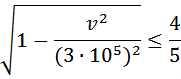 √(1 − v²/(3 · 10⁵)²) ≤ 4/5